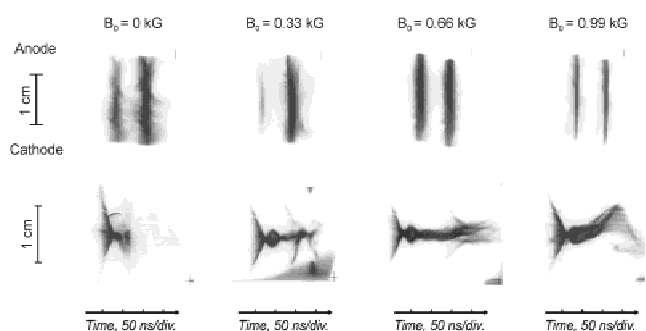 B₀ = 0 kG B₀ = 0.33 kG B₀ = 0.66 kG B₀ = 0.99 kG
Anode
1 cm
Cathode
1 cm
Time, 50 ns/div. Time, 50 ns/div. Time, 50 ns/div. Time, 50 ns/div.